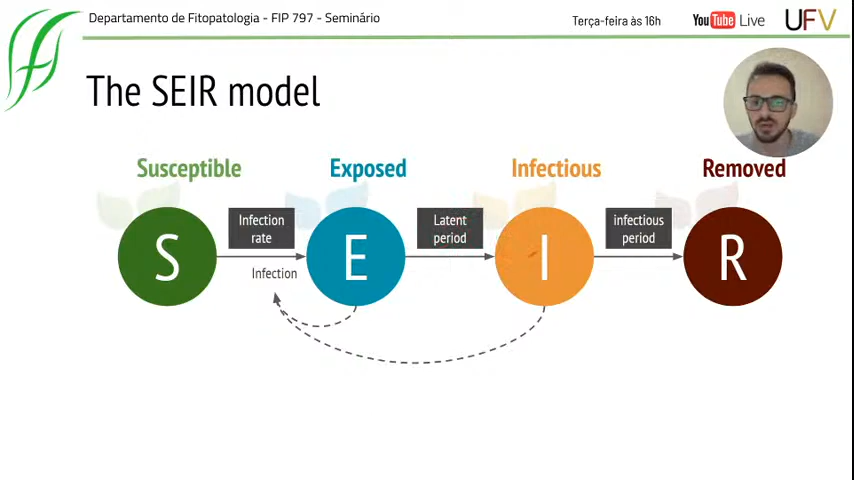 Departamento de Fitopatologia - FIP 797 - Seminário
Terça-feira às 16h
YouTube Live
UFV
The SEIR model
Susceptible
Exposed
Infectious
Removed
S
Infection
rate
E
Latent
period
I
infectious
period
R
Infection